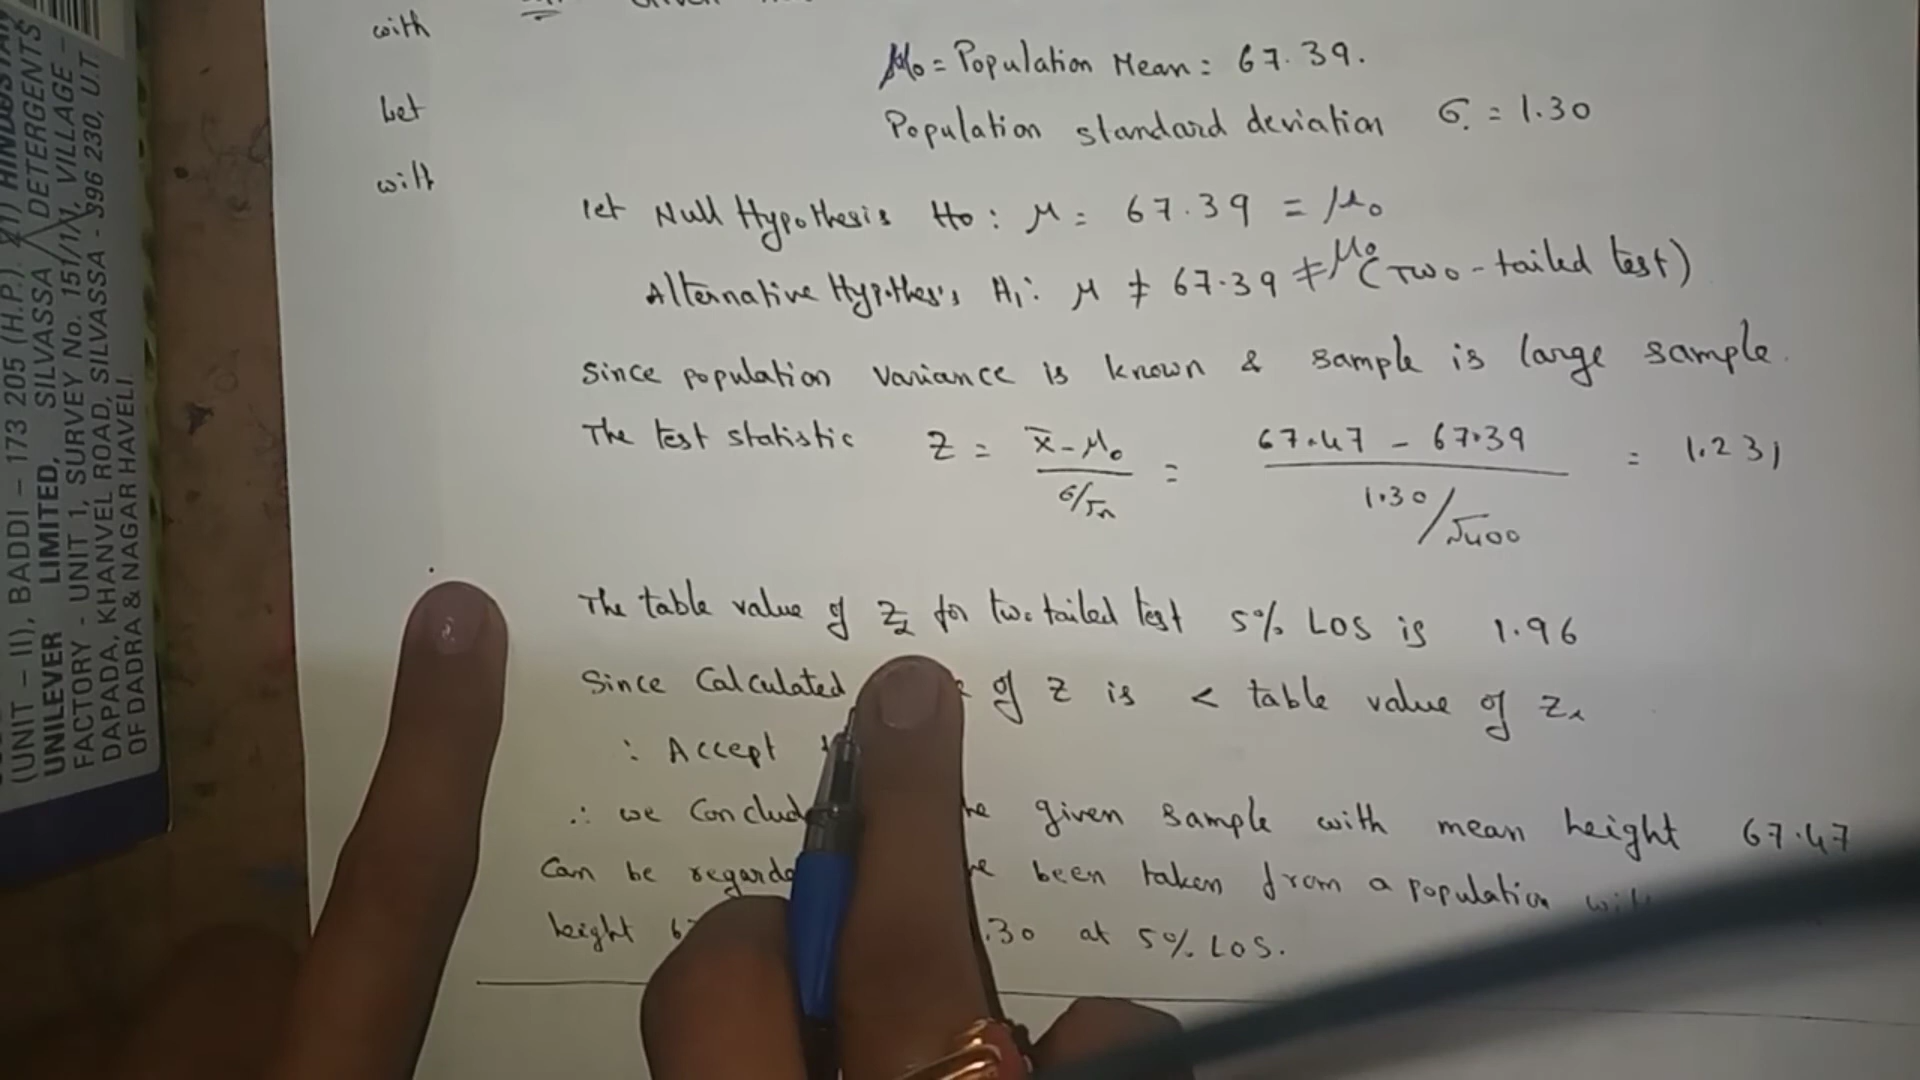 with
Let
with
μ₀ = Population Mean = 67.39.
Population standard deviation σ = 1.30
let Null Hypothesis H₀ : μ = 67.39 = μ₀
Alternative Hypothesis H₁: μ ≠ 67.39 ≠ μ₀ (Two-tailed test)
Since population variance is known & sample is large sample.
The test statistic Z = (x̄ - μ₀)/(σ/√n) = (67.47 - 67.39)/(1.30/√400) = 1.231
The table value of Zα/2 for two tailed test 5% LOS is 1.96
Since Calculated of Z is < table value of Zα
∴ Accept
∴ we given sample with mean height 67.47
Can be been taken from a population
height .30 at 5% LOS.
(UNIT – II), BADDI – 173 205 (H.P.). (1)
UNILEVER LIMITED, SILVASSA DETERGENTS
FACTORY - UNIT 1, SURVEY No. 151/1/1, VILLAGE -
DAPADA, KHANVEL ROAD, SILVASSA - 396 230, U.T
OF DADRA & NAGAR HAVELI